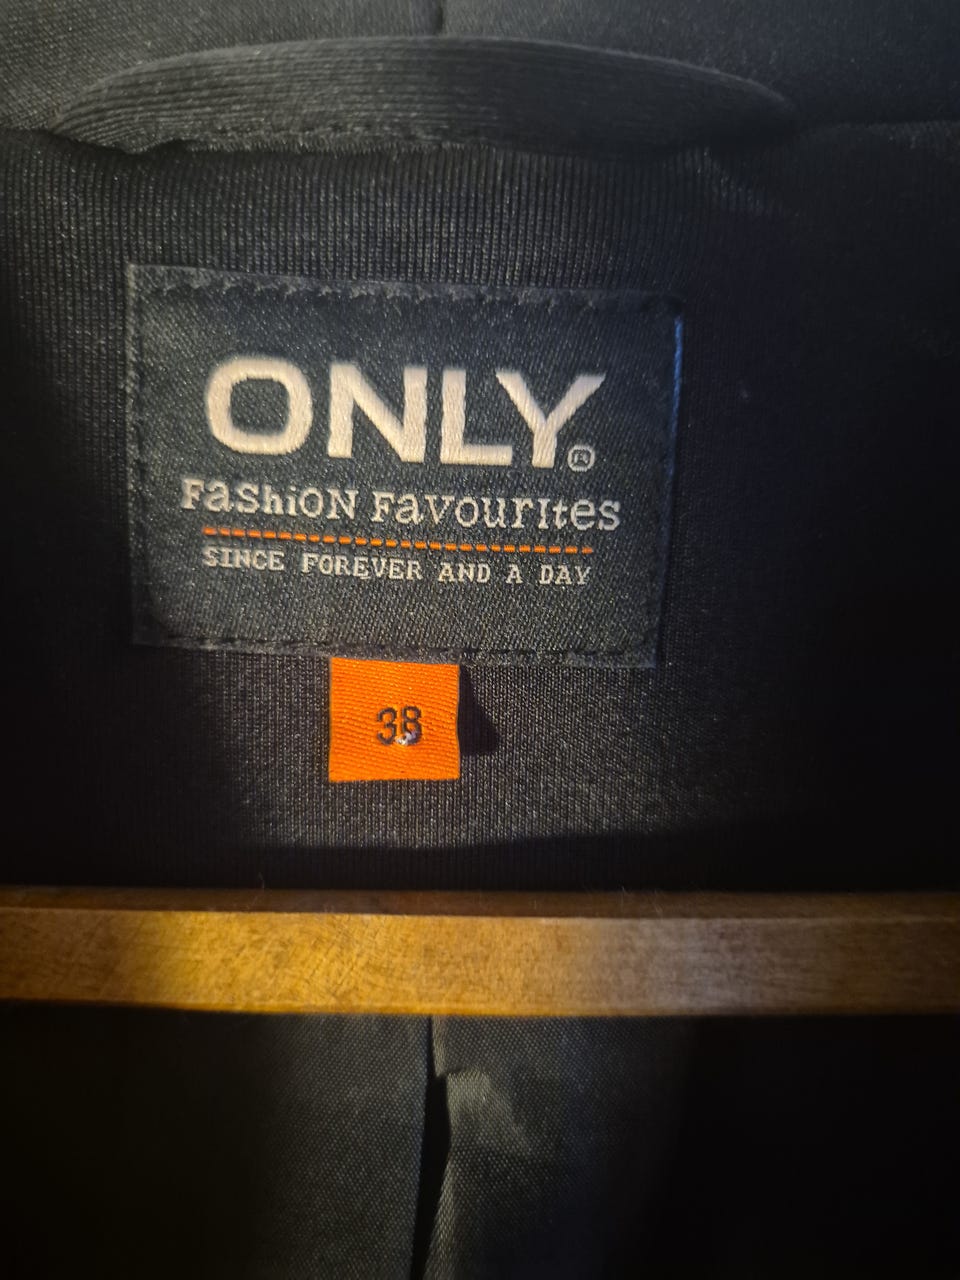 ONLY®
FaShiON FavourItes
SINCE FOREVER AND A DAY
38